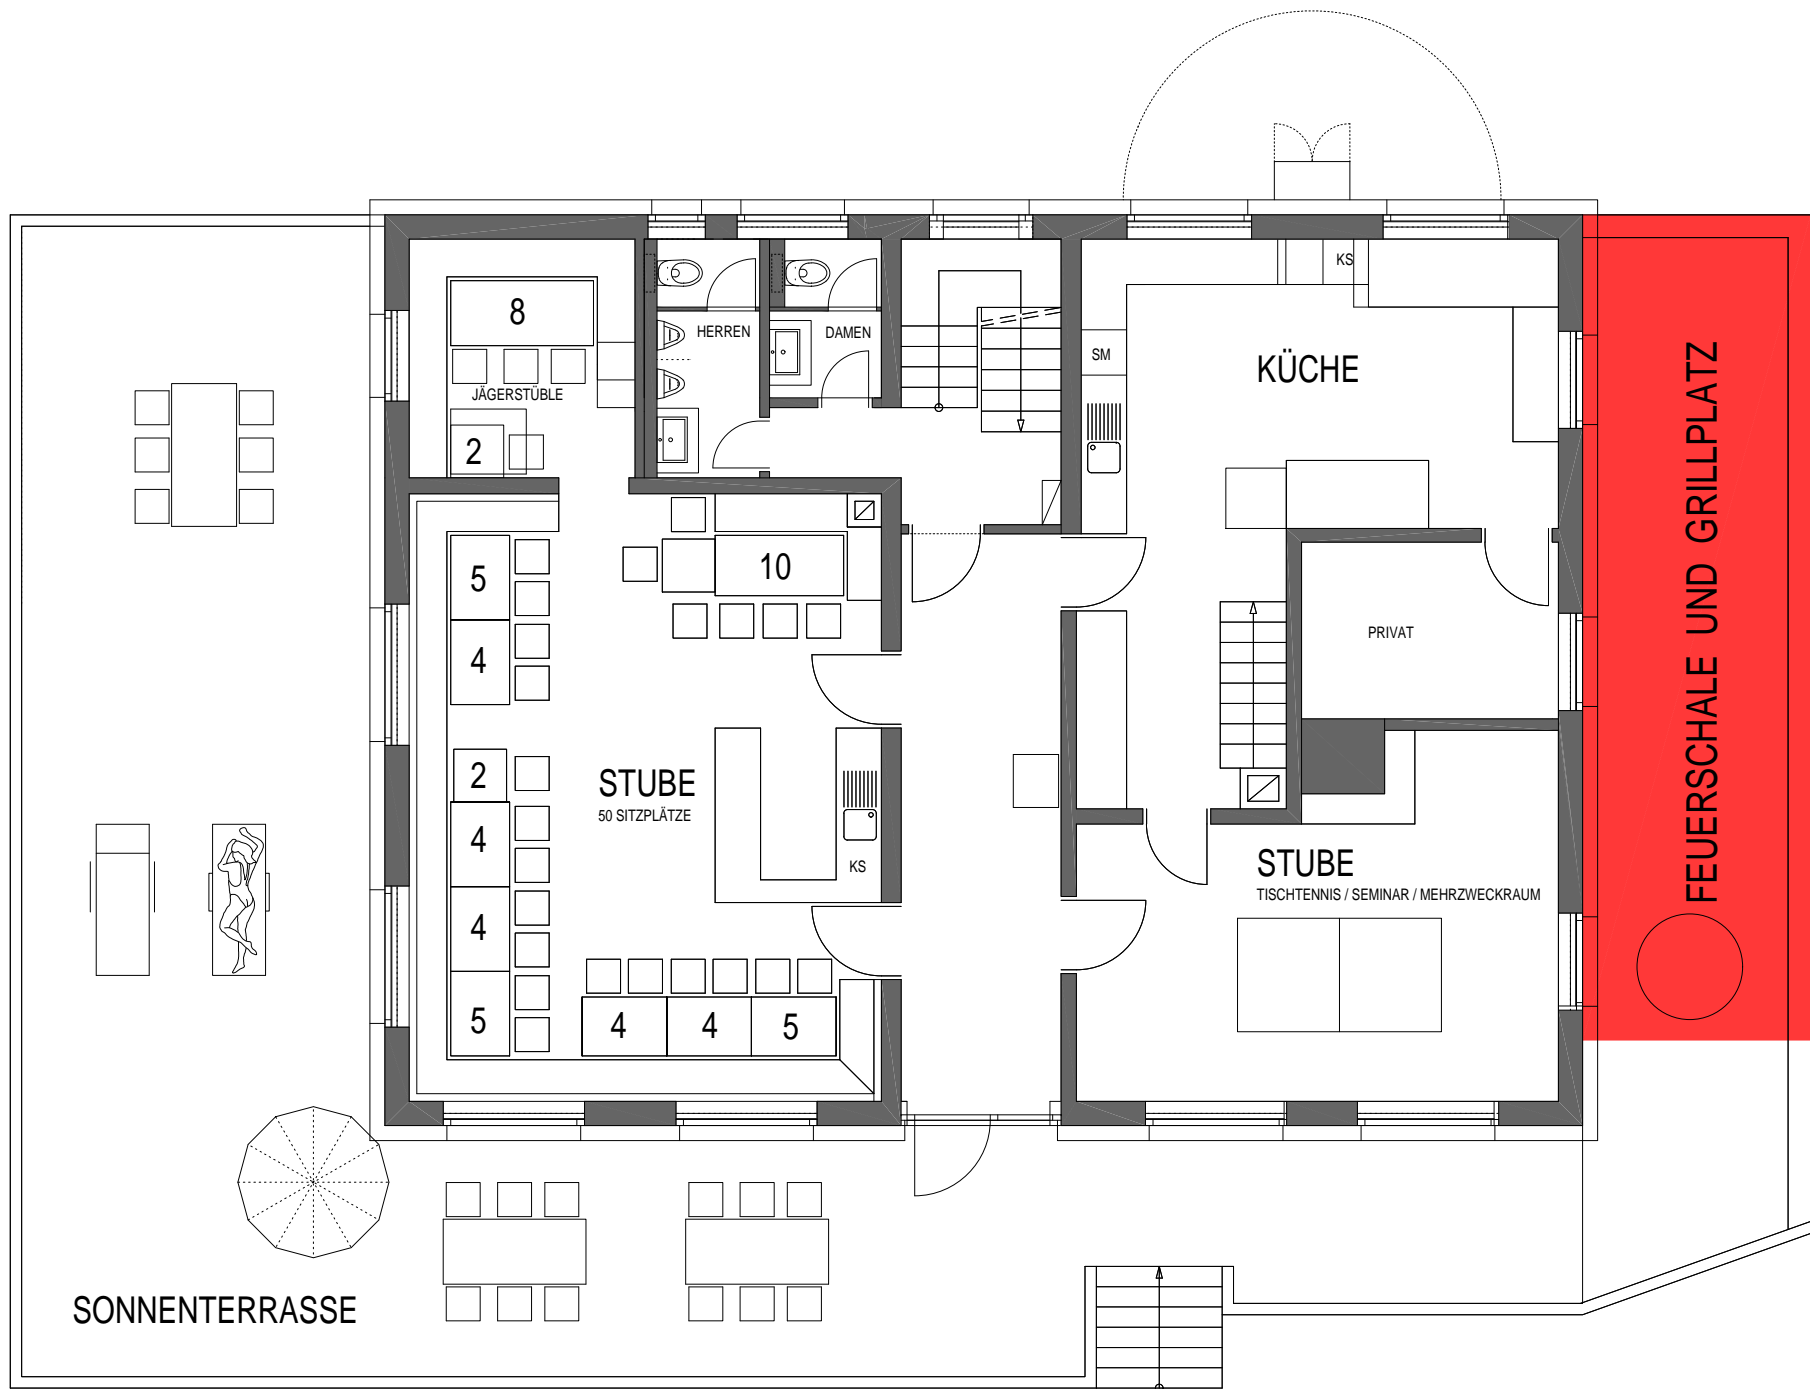 KS
8
HERREN
DAMEN
SM
KÜCHE
JÄGERSTÜBLE
2
5
10
4
PRIVAT
2
STUBE
50 SITZPLÄTZE
4
KS
STUBE
TISCHTENNIS / SEMINAR / MEHRZWECKRAUM
4
5
4
4
5
FEUERSCHALE UND GRILLPLATZ
SONNENTERRASSE